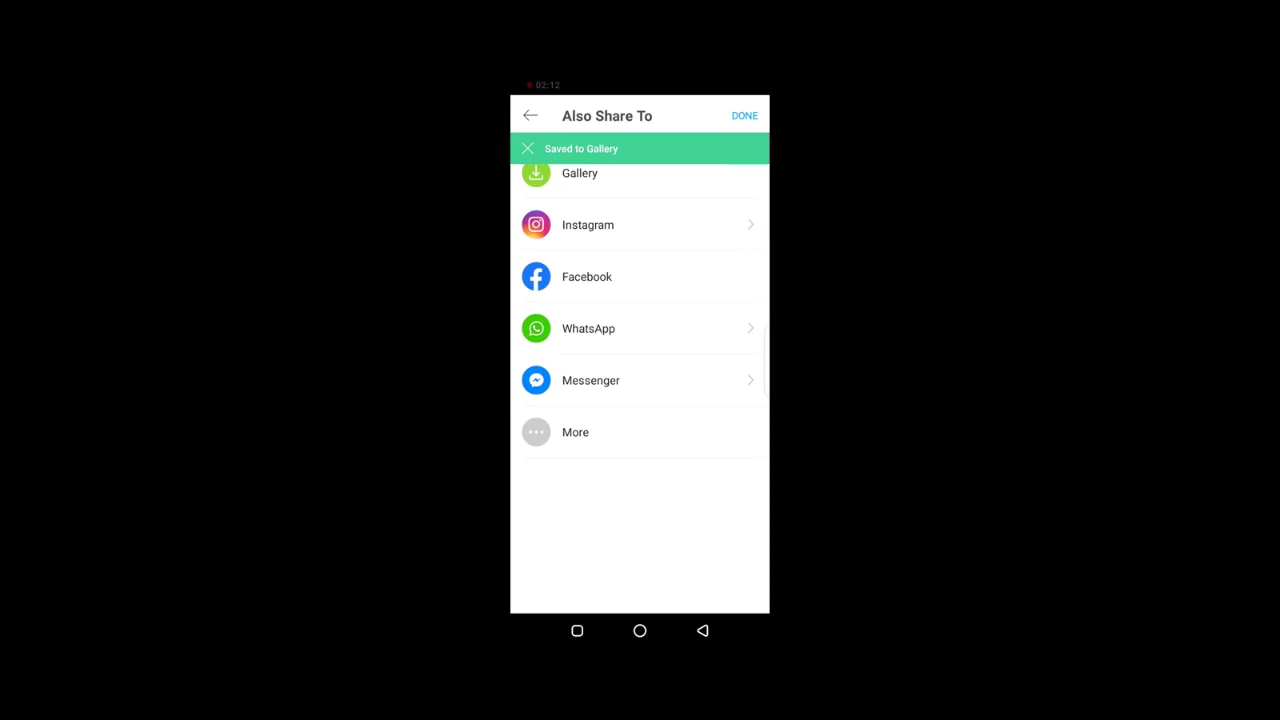 02:12
Also Share To
DONE
Saved to Gallery
Gallery
Instagram
Facebook
WhatsApp
Messenger
More